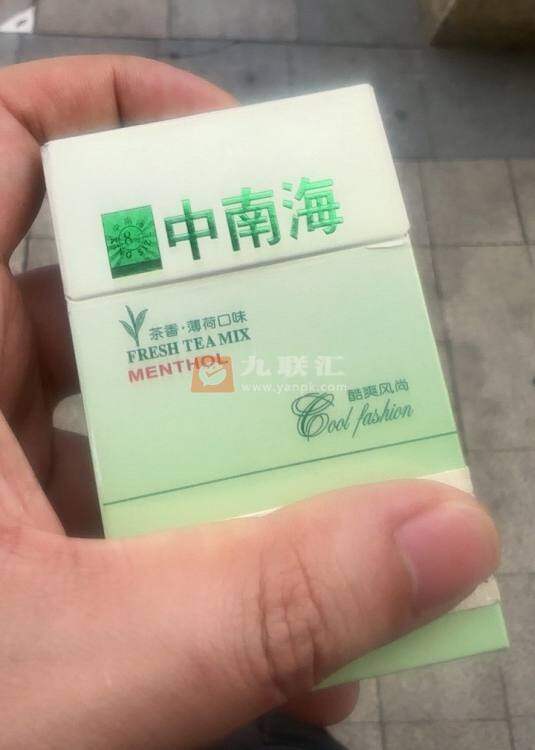 中南海
茶香·薄荷口味
FRESH TEA MIX
MENTHOL
九联汇
www.yanpk.com
酷爽风尚
Cool fashion